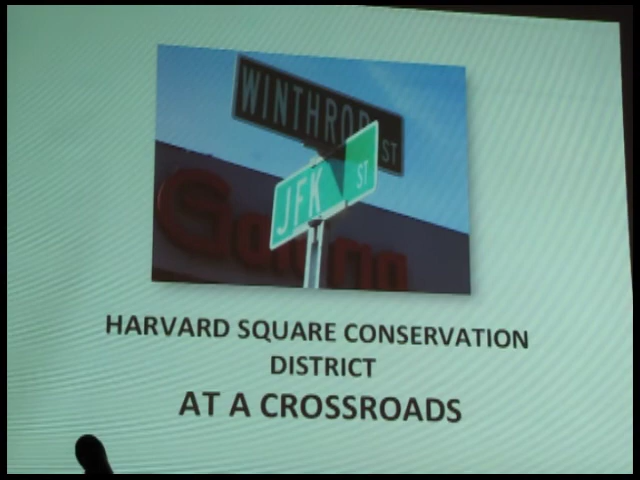 WINTHROP ST
JFK ST
HARVARD SQUARE CONSERVATION
DISTRICT
AT A CROSSROADS